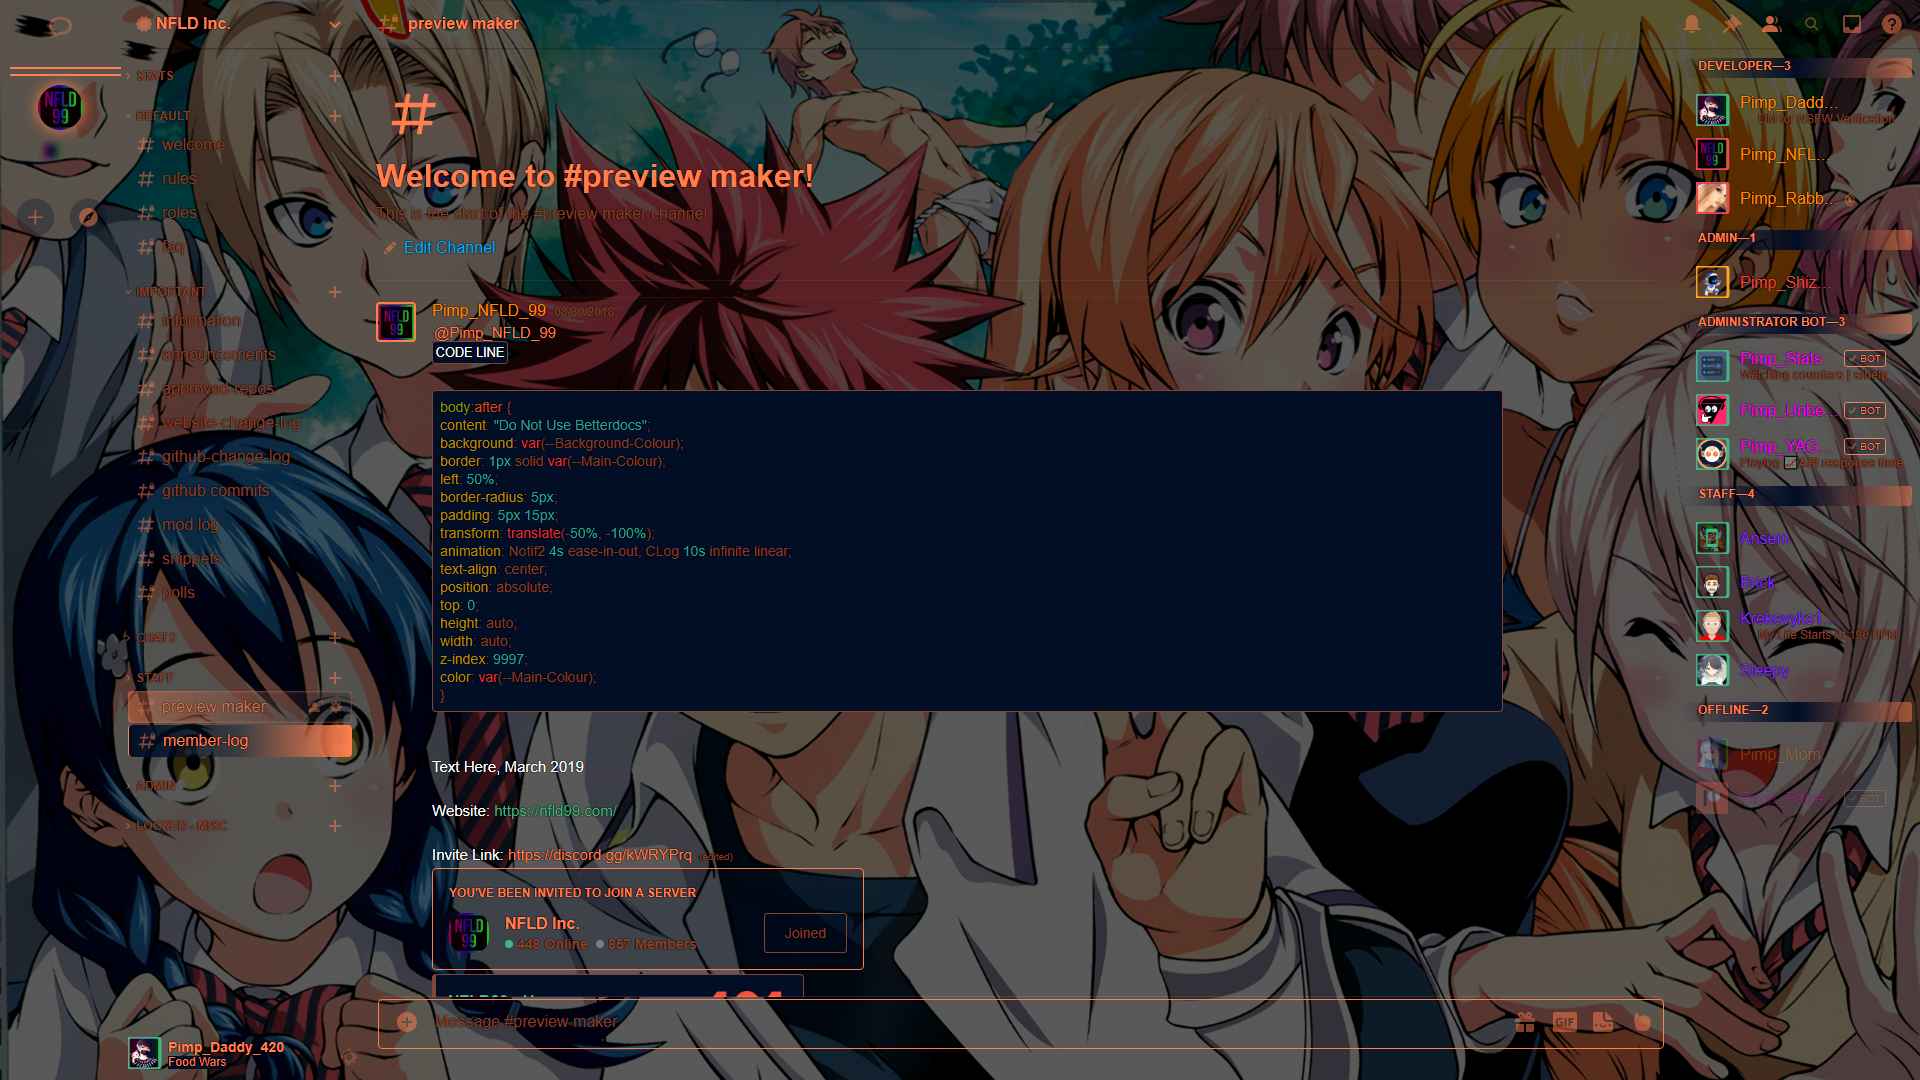 NFLD Inc.
preview maker
STATS
NFLD
99
DEFAULT
welcome
rules
roles
faq
IMPORTANT
information
announcements
approved-repos
website-change-log
github-change-log
github commits
mod log
snippets
polls
CHATS
STAFF
preview maker
member-log
ADMIN
LOCKED - MISC
Pimp_Daddy_420
Food Wars
Welcome to #preview maker!
This is the start of the #preview maker channel.
Edit Channel
NFLD
99
Pimp_NFLD_99 08/30/2018
@Pimp_NFLD_99
CODE LINE
body:after {
content: "Do Not Use Betterdocs";
background: var(--Background-Colour);
border: 1px solid var(--Main-Colour);
left: 50%;
border-radius: 5px;
padding: 5px 15px;
transform: translate(-50%, -100%);
animation: Notif2 4s ease-in-out, CLog 10s infinite linear;
text-align: center;
position: absolute;
top: 0;
height: auto;
width: auto;
z-index: 9997;
color: var(--Main-Colour);
}
Text Here, March 2019
Website: https://nfld99.com/
Invite Link: https://discord.gg/kWRYPrq (edited)
YOU'VE BEEN INVITED TO JOIN A SERVER
NFLD
99
NFLD Inc.
448 Online 857 Members
Joined
Message #preview maker
GIF
DEVELOPER—3
Pimp_Dadd...
DM for NSFW Verification
NFLD
99
Pimp_NFL...
Pimp_Rabb...
ADMIN—1
Pimp_Shiz...
ADMINISTRATOR BOT—3
Pimp_Stats BOT
Watching counters | s!help
Pimp_Unbe... BOT
Pimp_YAG... BOT
Playing API response time
STAFF—4
Ansem
Brick
Krekevyks1...
My Life Starts At 190 BPM
Sleepy
OFFLINE—2
Pimp_Mom...
BOT